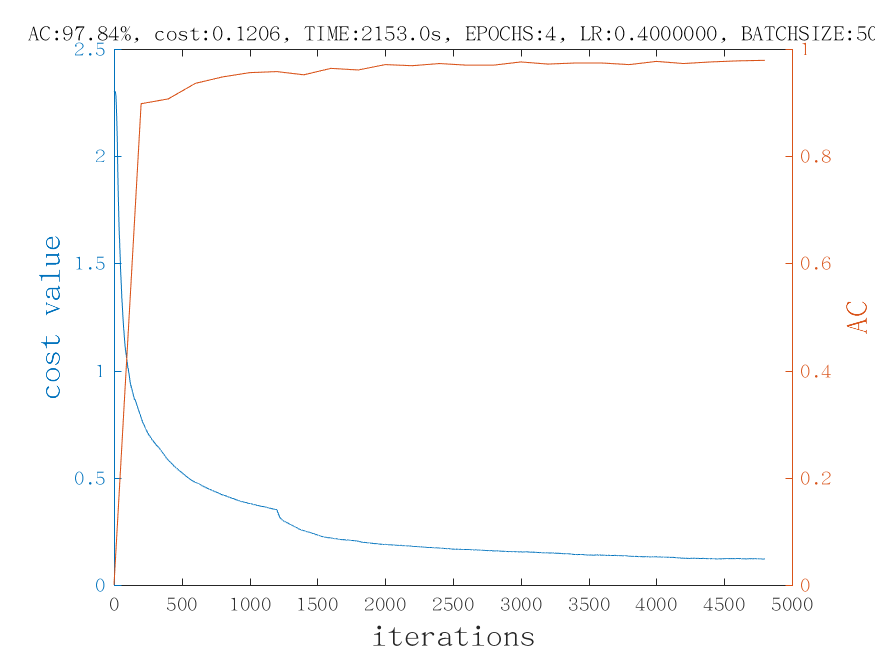 AC:97.84%, cost:0.1206, TIME:2153.0s, EPOCHS:4, LR:0.4000000, BATCHSIZE:50
2.5
2
1.5
1
0.5
0
cost value
1
0.8
0.6
0.4
0.2
0
AC
0 500 1000 1500 2000 2500 3000 3500 4000 4500 5000
iterations